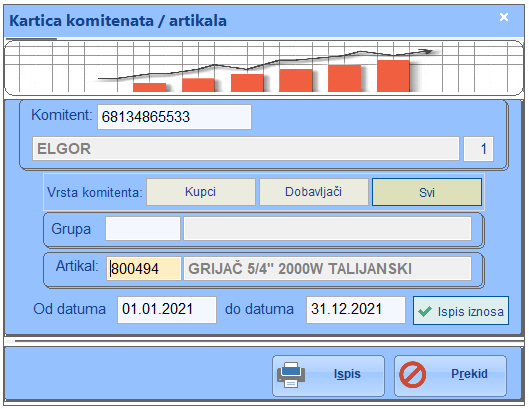 Kartica komitenata / artikala ×
Komitent: 68134865533
ELGOR 1
Vrsta komitenta: Kupci Dobavljači Svi
Grupa
Artikal: 800494 GRIJAČ 5/4" 2000W TALIJANSKI
Od datuma 01.01.2021 do datuma 31.12.2021 Ispis iznosa
Ispis Prekid